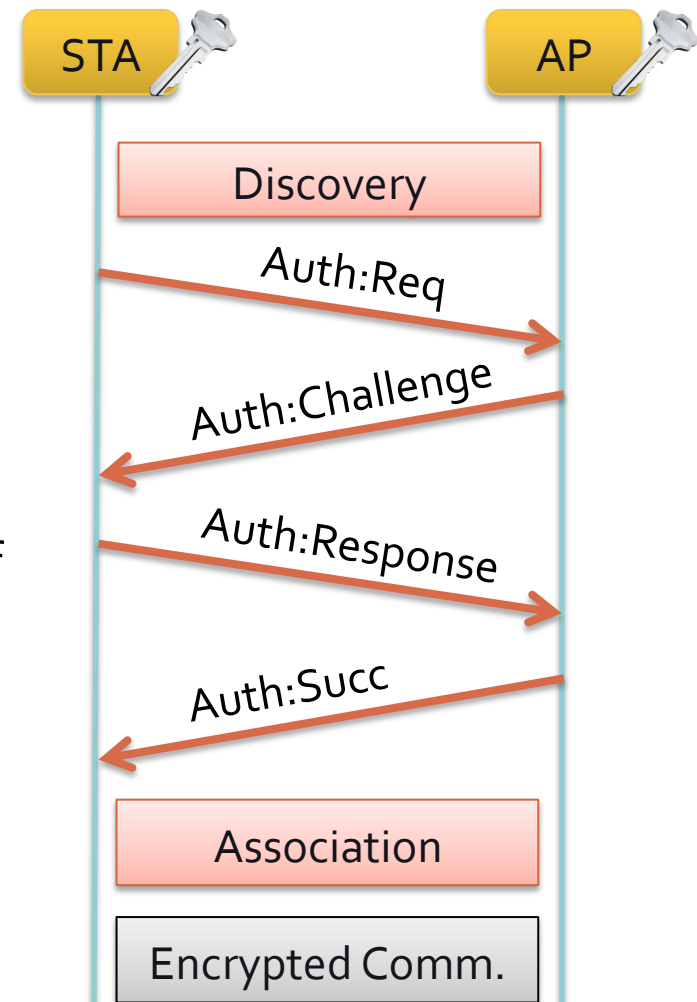 STA
AP
Discovery
Auth:Req
Auth:Challenge
Auth:Response
Auth:Succ
Association
Encrypted Comm.